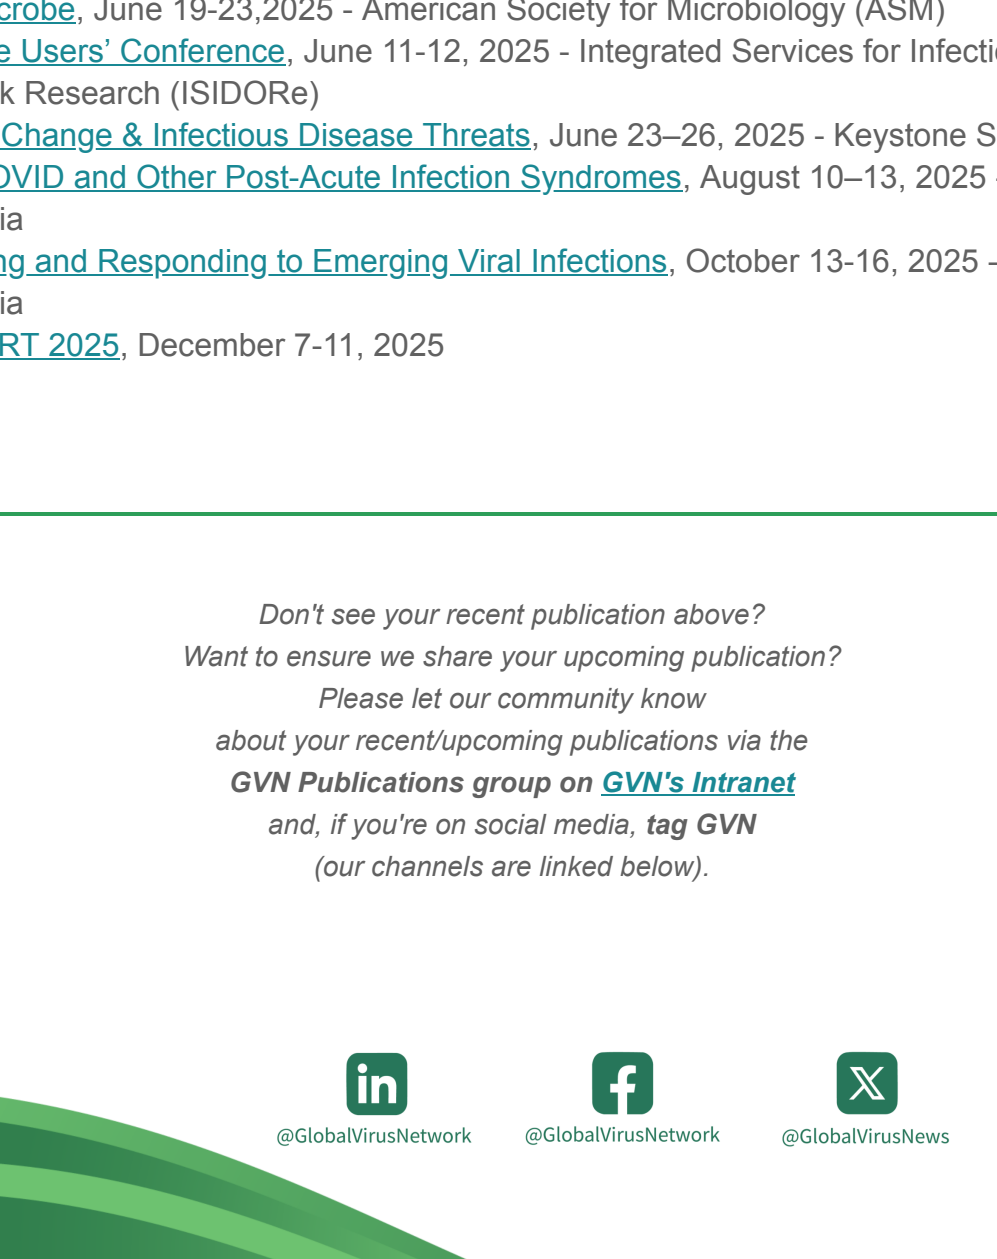 crobe, June 19-23,2025 - American Society for Microbiology (ASM)
e Users’ Conference, June 11-12, 2025 - Integrated Services for Infecti
k Research (ISIDORe)
Change & Infectious Disease Threats, June 23–26, 2025 - Keystone S
OVID and Other Post-Acute Infection Syndromes, August 10–13, 2025 -
ia
ng and Responding to Emerging Viral Infections, October 13-16, 2025 -
ia
RT 2025, December 7-11, 2025
Don't see your recent publication above?
Want to ensure we share your upcoming publication?
Please let our community know
about your recent/upcoming publications via the
GVN Publications group on GVN's Intranet
and, if you're on social media, tag GVN
(our channels are linked below).
in f X
@GlobalVirusNetwork @GlobalVirusNetwork @GlobalVirusNews